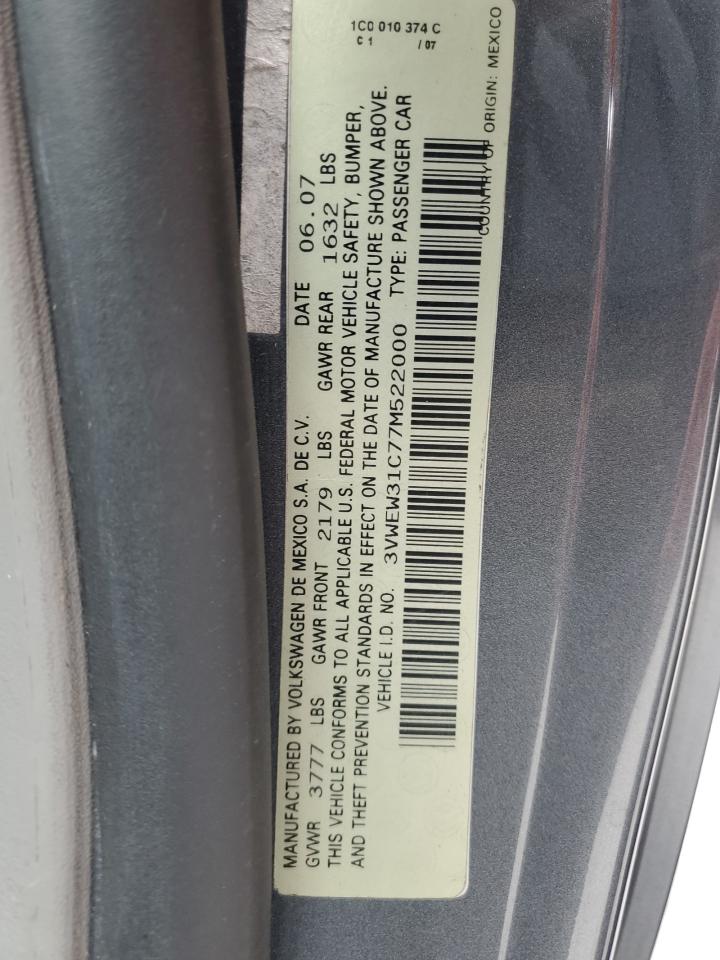 MANUFACTURED BY VOLKSWAGEN DE MEXICO S.A. DE C.V. DATE 06.07
GVWR 3777 LBS GAWR FRONT 2179 LBS GAWR REAR 1632 LBS
THIS VEHICLE CONFORMS TO ALL APPLICABLE U.S. FEDERAL MOTOR VEHICLE SAFETY, BUMPER,
AND THEFT PREVENTION STANDARDS IN EFFECT ON THE DATE OF MANUFACTURE SHOWN ABOVE.
VEHICLE I.D. NO. 3VWEW31C77M522000 TYPE: PASSENGER CAR
COUNTRY OF ORIGIN: MEXICO
1C0 010 374 C
C 1 / 07